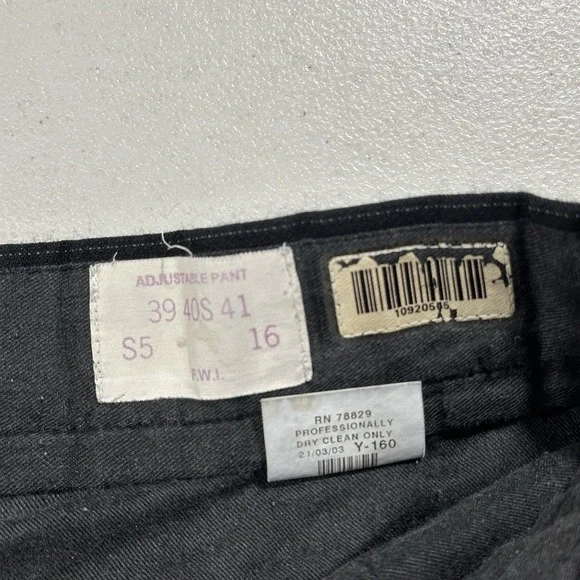 ADJUSTABLE PANT
39 40S 41
S5 16
F.W.I.
10920585
RN 78829
PROFESSIONALLY
DRY CLEAN ONLY
21/03/03 Y-160